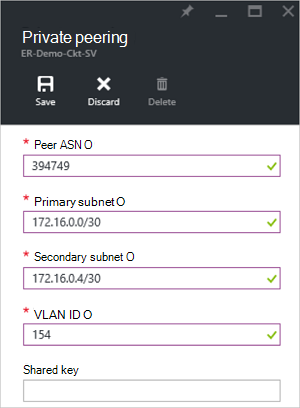 Private peering
ER-Demo-Ckt-SV
Save Discard Delete
* Peer ASN O
394749
* Primary subnet O
172.16.0.0/30
* Secondary subnet O
172.16.0.4/30
* VLAN ID O
154
Shared key